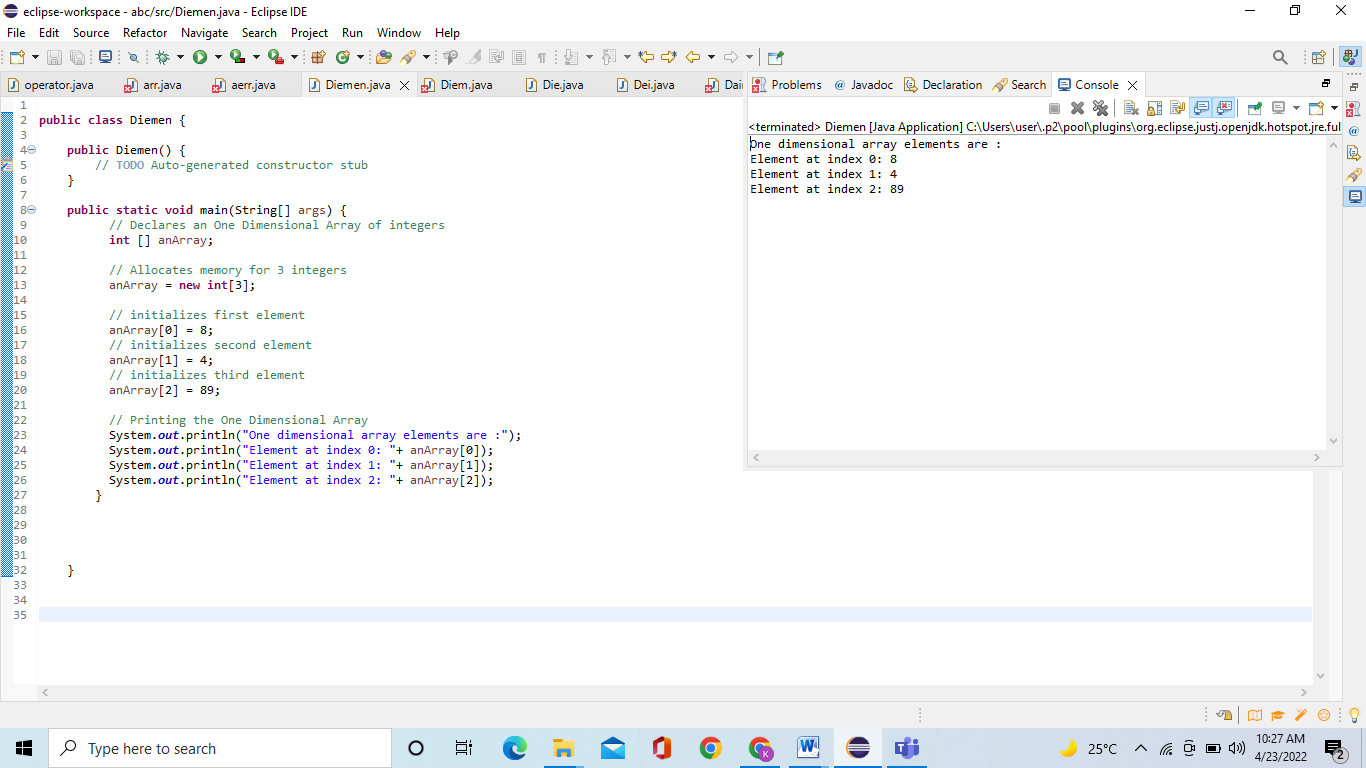 eclipse-workspace - abc/src/Diemen.java - Eclipse IDE
File Edit Source Refactor Navigate Search Project Run Window Help
operator.java arr.java aerr.java Diemen.java Diem.java Die.java Dei.java Dai
Problems @ Javadoc Declaration Search Console
<terminated> Diemen [Java Application] C:\Users\user\.p2\pool\plugins\org.eclipse.justj.openjdk.hotspot.jre.ful
One dimensional array elements are :
Element at index 0: 8
Element at index 1: 4
Element at index 2: 89
1
2 public class Diemen {
3
4 public Diemen() {
5 // TODO Auto-generated constructor stub
6 }
7
8 public static void main(String[] args) {
9 // Declares an One Dimensional Array of integers
10 int [] anArray;
11
12 // Allocates memory for 3 integers
13 anArray = new int[3];
14
15 // initializes first element
16 anArray[0] = 8;
17 // initializes second element
18 anArray[1] = 4;
19 // initializes third element
20 anArray[2] = 89;
21
22 // Printing the One Dimensional Array
23 System.out.println("One dimensional array elements are :");
24 System.out.println("Element at index 0: "+ anArray[0]);
25 System.out.println("Element at index 1: "+ anArray[1]);
26 System.out.println("Element at index 2: "+ anArray[2]);
27 }
28
29
30
31
32 }
33
34
35
Type here to search
K
25°C
10:27 AM
4/23/2022
2